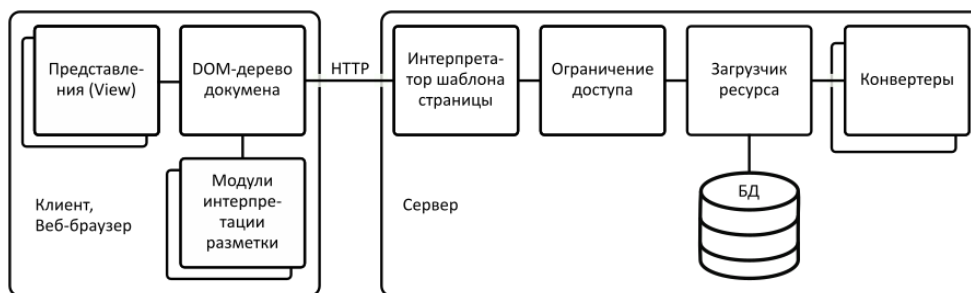 Представле-
ния (View)
DOM-дерево
докумена
HTTP
Интерпрета-
тор шаблона
страницы
Ограничение
доступа
Загрузчик
ресурса
Конвертеры
Модули
интерпре-
тации
разметки
Клиент,
Веб-браузер
Сервер
БД